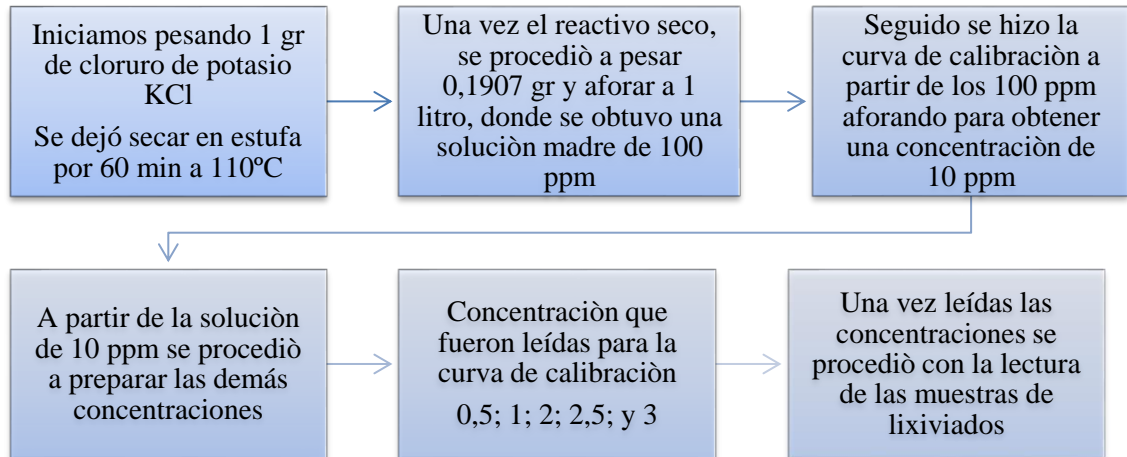 Iniciamos pesando 1 gr
de cloruro de potasio
KCl
Se dejó secar en estufa
por 60 min a 110ºC
Una vez el reactivo seco,
se procediò a pesar
0,1907 gr y aforar a 1
litro, donde se obtuvo una
soluciòn madre de 100
ppm
Seguido se hizo la
curva de calibraciòn a
partir de los 100 ppm
aforando para obtener
una concentraciòn de
10 ppm
A partir de la soluciòn
de 10 ppm se procediò
a preparar las demás
concentraciones
Concentraciòn que
fueron leídas para la
curva de calibraciòn
0,5; 1; 2; 2,5; y 3
Una vez leídas las
concentraciones se
procediò con la lectura
de las muestras de
lixiviados